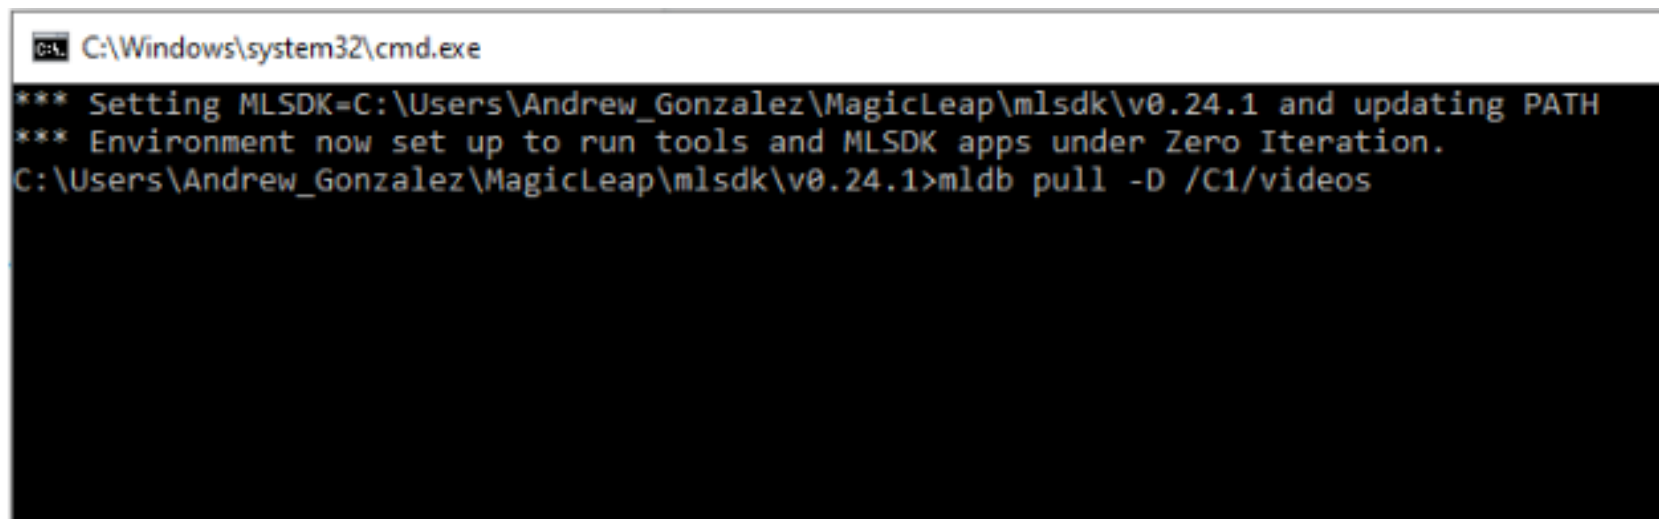 C:\Windows\system32\cmd.exe
*** Setting MLSDK=C:\Users\Andrew_Gonzalez\MagicLeap\mlsdk\v0.24.1 and updating PATH
*** Environment now set up to run tools and MLSDK apps under Zero Iteration.
C:\Users\Andrew_Gonzalez\MagicLeap\mlsdk\v0.24.1>mldb pull -D /C1/videos